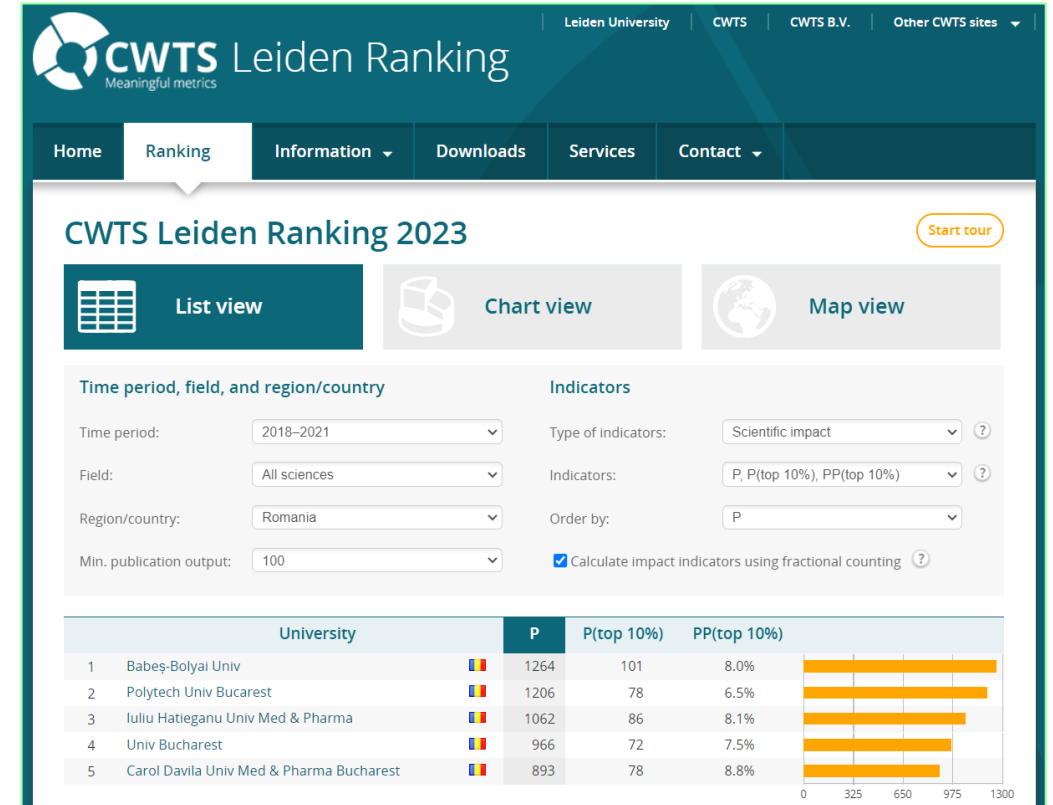 Leiden University CWTS CWTS B.V. Other CWTS sites
CWTS Leiden Ranking
Meaningful metrics
Home Ranking Information Downloads Services Contact
CWTS Leiden Ranking 2023
Start tour
List view Chart view Map view
Time period, field, and region/country Indicators
Time period: 2018–2021 Type of indicators: Scientific impact ?
Field: All sciences Indicators: P, P(top 10%), PP(top 10%) ?
Region/country: Romania Order by: P
Min. publication output: 100 Calculate impact indicators using fractional counting ?
University P P(top 10%) PP(top 10%)
1 Babeș-Bolyai Univ 1264 101 8.0%
2 Polytech Univ Bucarest 1206 78 6.5%
3 Iuliu Hatieganu Univ Med & Pharma 1062 86 8.1%
4 Univ Bucharest 966 72 7.5%
5 Carol Davila Univ Med & Pharma Bucharest 893 78 8.8%
0 325 650 975 1300